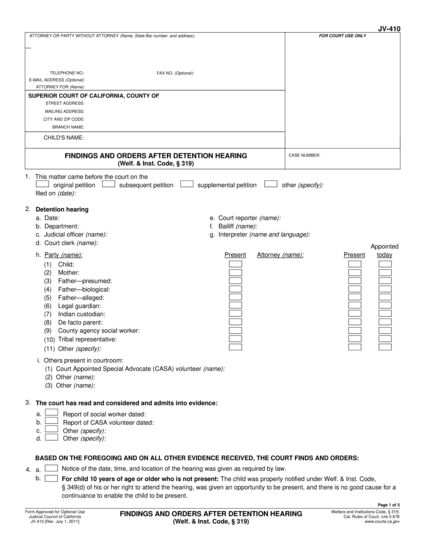 JV-410
ATTORNEY OR PARTY WITHOUT ATTORNEY (Name, State Bar number, and address):
FOR COURT USE ONLY
TELEPHONE NO.: FAX NO. (Optional):
E-MAIL ADDRESS (Optional):
ATTORNEY FOR (Name):
SUPERIOR COURT OF CALIFORNIA, COUNTY OF
STREET ADDRESS:
MAILING ADDRESS:
CITY AND ZIP CODE:
BRANCH NAME:
CHILD'S NAME:
FINDINGS AND ORDERS AFTER DETENTION HEARING
(Welf. & Inst. Code, § 319)
CASE NUMBER:
1. This matter came before the court on the
original petition subsequent petition supplemental petition other (specify):
filed on (date):
2. Detention hearing
a. Date: e. Court reporter (name):
b. Department: f. Bailiff (name):
c. Judicial officer (name): g. Interpreter (name and language):
d. Court clerk (name):
Appointed
h. Party (name): Present Attorney (name): Present today
(1) Child:
(2) Mother:
(3) Father—presumed:
(4) Father—biological:
(5) Father—alleged:
(6) Legal guardian:
(7) Indian custodian:
(8) De facto parent:
(9) County agency social worker:
(10) Tribal representative:
(11) Other (specify):
i. Others present in courtroom:
(1) Court Appointed Special Advocate (CASA) volunteer (name):
(2) Other (name):
(3) Other (name):
3. The court has read and considered and admits into evidence:
a. Report of social worker dated:
b. Report of CASA volunteer dated:
c. Other (specify):
d. Other (specify):
BASED ON THE FOREGOING AND ON ALL OTHER EVIDENCE RECEIVED, THE COURT FINDS AND ORDERS:
4. a. Notice of the date, time, and location of the hearing was given as required by law.
b. For child 10 years of age or older who is not present: The child was properly notified under Welf. & Inst. Code,
§ 349(d) of his or her right to attend the hearing, was given an opportunity to be present, and there is no good cause for a
continuance to enable the child to be present.
Page 1 of 5
Form Approved for Optional Use
Judicial Council of California
JV-410 [Rev. July 1, 2011]
FINDINGS AND ORDERS AFTER DETENTION HEARING
(Welf. & Inst. Code, § 319)
Welfare and Institutions Code, § 319;
Cal. Rules of Court, rule 5.678
www.courts.ca.gov